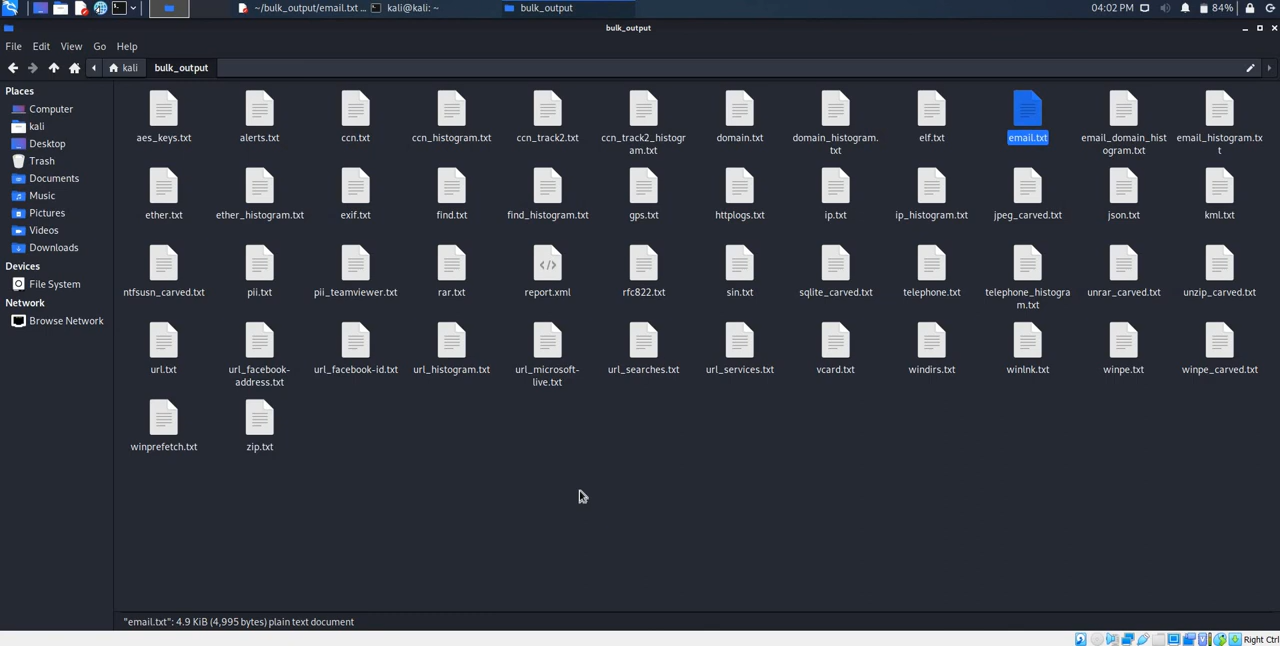 ~/bulk_output/email.txt ... kali@kali: ~ bulk_output 04:02 PM 84%
bulk_output
File Edit View Go Help
kali bulk_output
Places
Computer
kali
Desktop
Trash
Documents
Music
Pictures
Videos
Downloads
Devices
File System
Network
Browse Network
aes_keys.txt alerts.txt ccn.txt ccn_histogram.txt ccn_track2.txt ccn_track2_histogr domain.txt domain_histogram. elf.txt email.txt email_domain_hist email_histogram.tx
am.txt txt ogram.txt t
ether.txt ether_histogram.txt exif.txt find.txt find_histogram.txt gps.txt httplogs.txt ip.txt ip_histogram.txt jpeg_carved.txt json.txt kml.txt
ntfsusn_carved.txt pii.txt pii_teamviewer.txt rar.txt report.xml rfc822.txt sin.txt sqlite_carved.txt telephone.txt telephone_histogra unrar_carved.txt unzip_carved.txt
m.txt
url.txt url_facebook- url_facebook-id.txt url_histogram.txt url_microsoft- url_searches.txt url_services.txt vcard.txt windirs.txt winlnk.txt winpe.txt winpe_carved.txt
address.txt live.txt
winprefetch.txt zip.txt
"email.txt": 4.9 KiB (4,995 bytes) plain text document
Right Ctrl